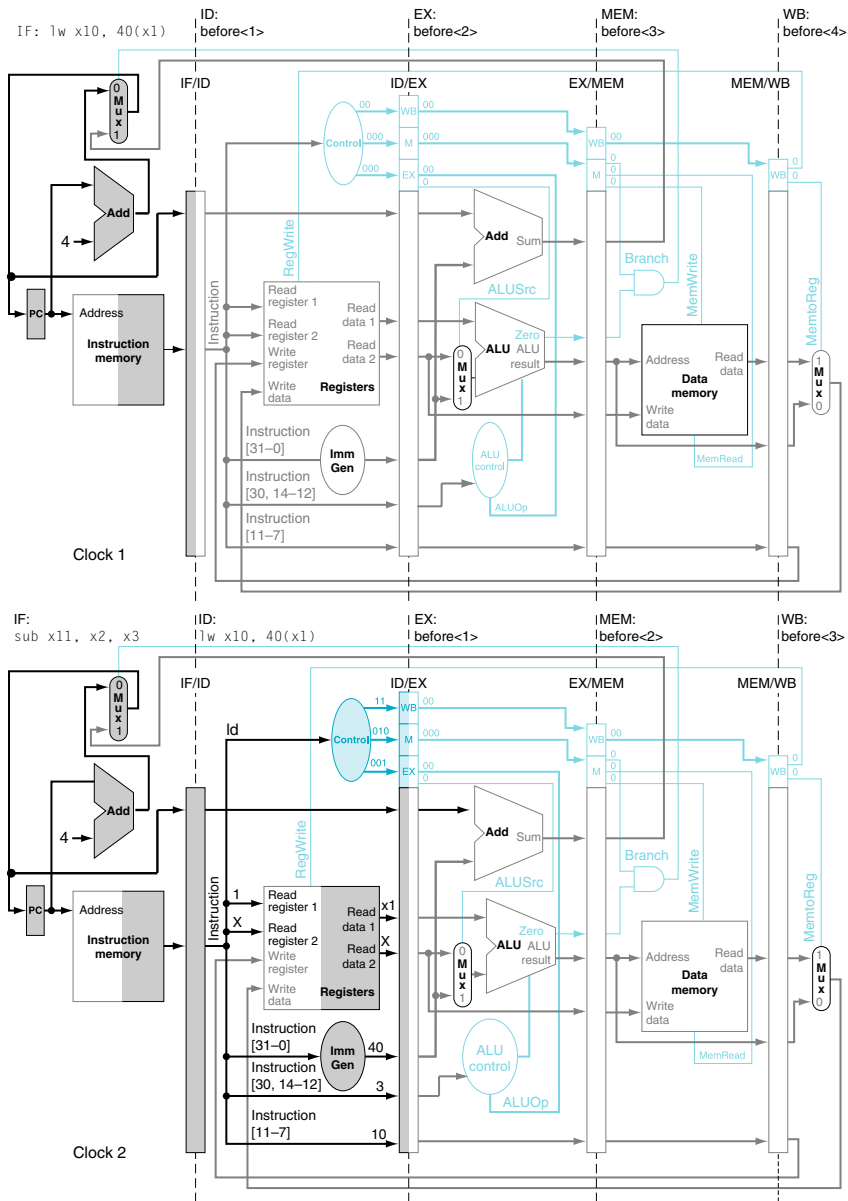 IF: lw x10, 40(x1)
ID:
before<1>
EX:
before<2>
MEM:
before<3>
WB:
before<4>
IF/ID
ID/EX
EX/MEM
MEM/WB
0
Mux
1
Control
00
000
000
WB
M
EX
00
000
00
0
WB
M
00
0
0
0
WB
0
0
Add
4
RegWrite
Add
Sum
Branch
ALUSrc
MemWrite
MemtoReg
PC
Address
Instruction
memory
Instruction
Read
register 1
Read
register 2
Write
register
Write
data
Read
data 1
Read
data 2
Registers
0
Mux
1
Zero
ALU
ALU
result
Address
Write
data
Read
data
Data
memory
MemRead
1
Mux
0
Instruction
[31–0]
Imm
Gen
Instruction
[30, 14–12]
Instruction
[11–7]
ALU
control
ALUOp
Clock 1
IF:
sub x11, x2, x3
ID:
lw x10, 40(x1)
EX:
before<1>
MEM:
before<2>
WB:
before<3>
IF/ID
ID/EX
EX/MEM
MEM/WB
0
Mux
1
ld
Control
11
010
001
WB
M
EX
00
000
00
0
WB
M
00
0
0
0
WB
0
0
Add
4
RegWrite
Add
Sum
Branch
ALUSrc
MemWrite
MemtoReg
PC
Address
Instruction
memory
Instruction
1
X
Read
register 1
Read
register 2
Write
register
Write
data
Read
data 1
Read
data 2
Registers
x1
X
0
Mux
1
Zero
ALU
ALU
result
Address
Write
data
Read
data
Data
memory
MemRead
1
Mux
0
Instruction
[31–0]
Imm
Gen
40
Instruction
[30, 14–12]
3
Instruction
[11–7]
10
ALU
control
ALUOp
Clock 2